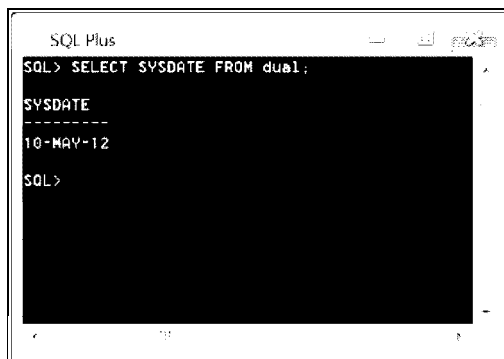 SQL Plus
SQL> SELECT SYSDATE FROM dual;
SYSDATE
---------
10-MAY-12
SQL>